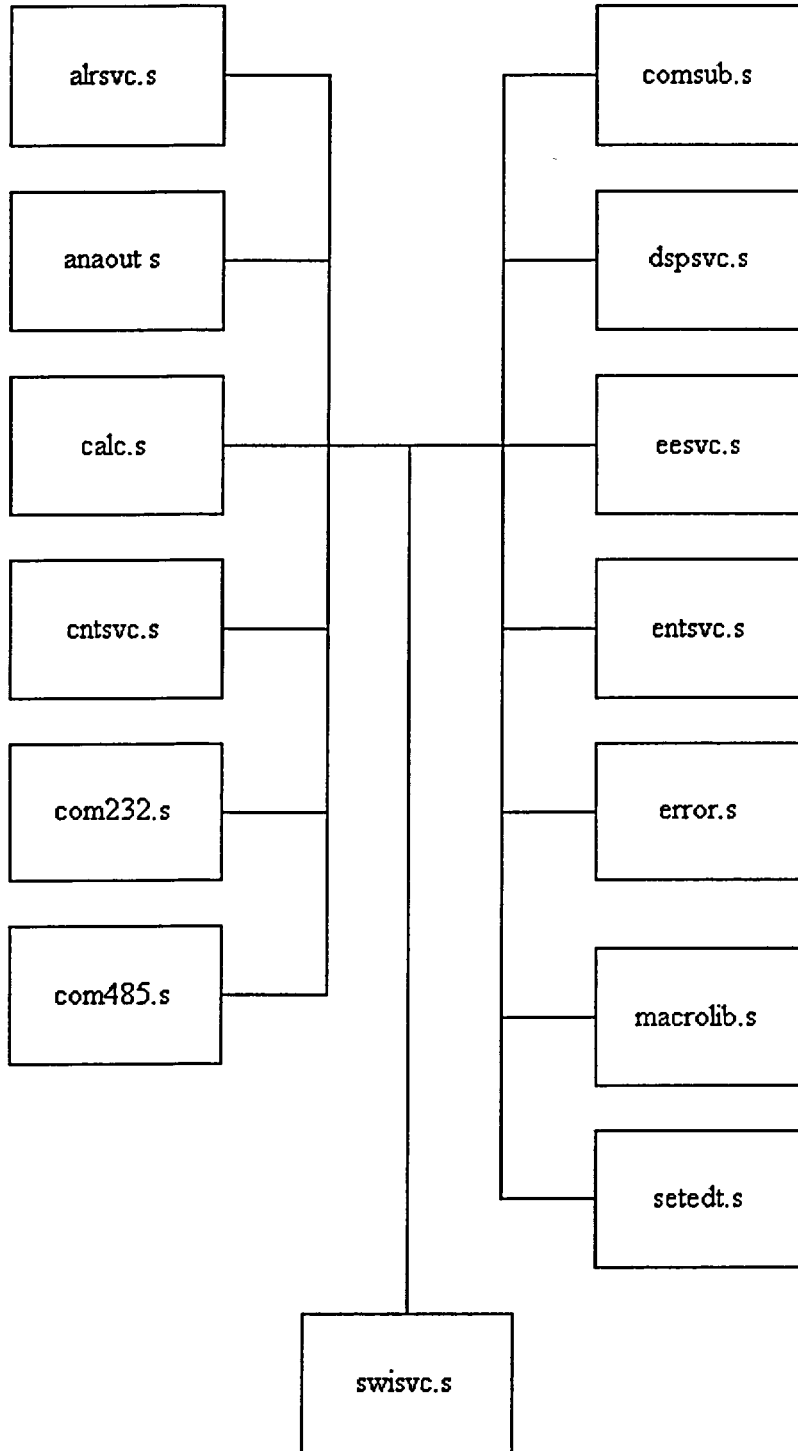 alrsvc.s
anaout s
calc.s
cntsvc.s
com232.s
com485.s
comsub.s
dspsvc.s
eesvc.s
entsvc.s
error.s
macrolib.s
setedt.s
swisvc.s